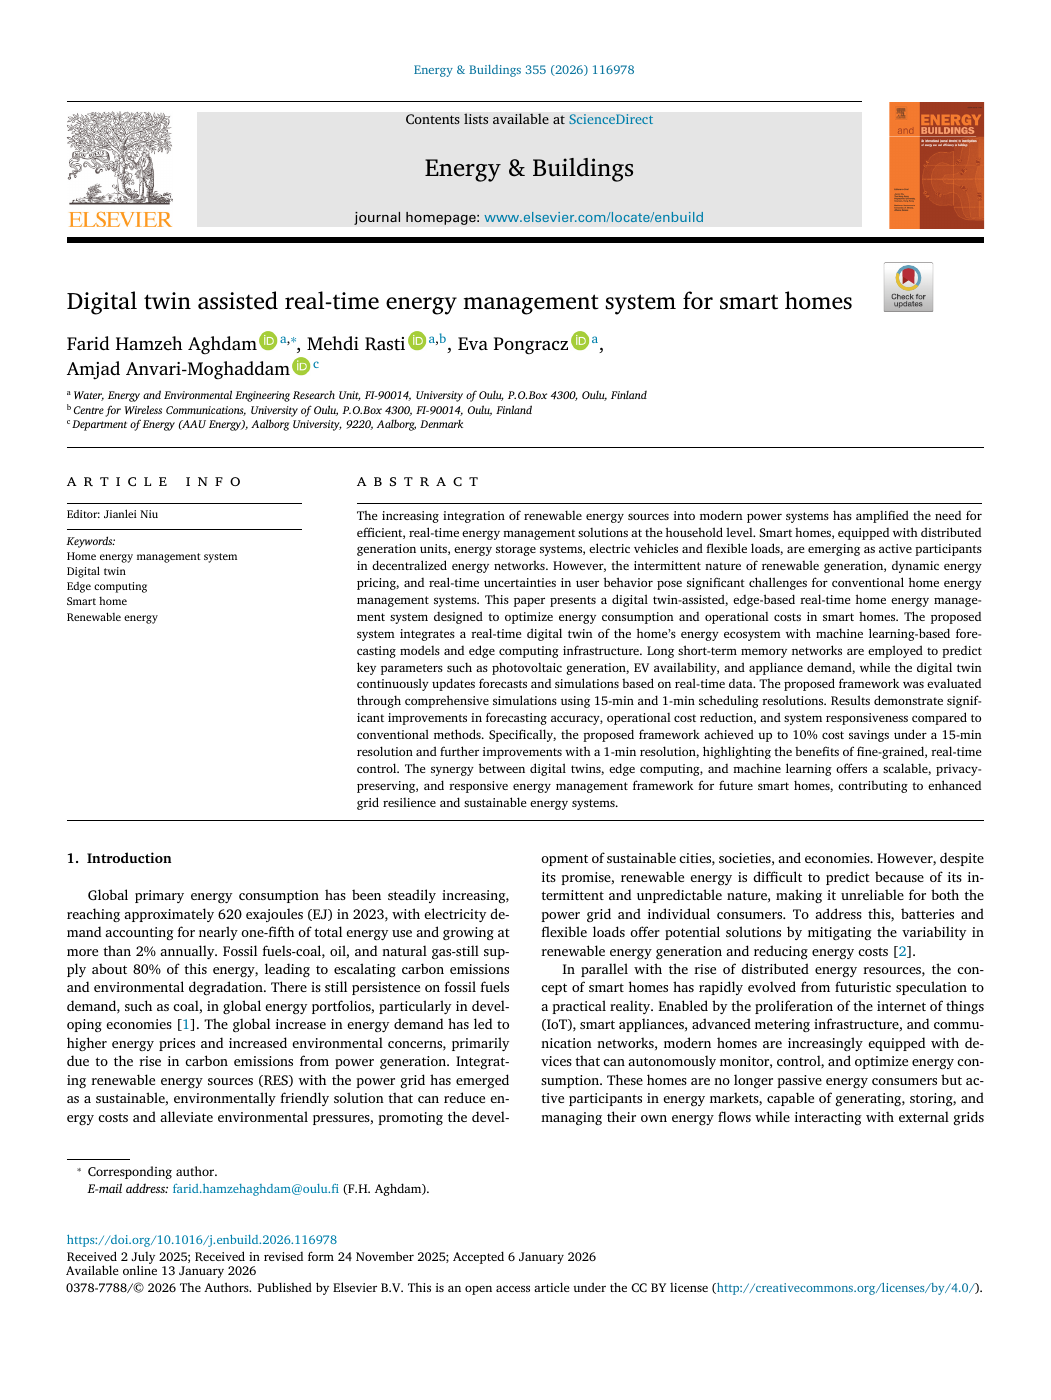 Energy & Buildings 355 (2026) 116978
Contents lists available at ScienceDirect
Energy & Buildings
journal homepage: www.elsevier.com/locate/enbuild
ELSEVIER
ENERGY
and BUILDINGS
Check for
updates
Digital twin assisted real-time energy management system for smart homes
Farid Hamzeh Aghdam iD a,*, Mehdi Rasti iD a,b, Eva Pongracz iD a,
Amjad Anvari-Moghaddam iD c
a Water, Energy and Environmental Engineering Research Unit, FI-90014, University of Oulu, P.O.Box 4300, Oulu, Finland
b Centre for Wireless Communications, University of Oulu, P.O.Box 4300, FI-90014, Oulu, Finland
c Department of Energy (AAU Energy), Aalborg University, 9220, Aalborg, Denmark
ARTICLE INFO
Editor: Jianlei Niu
Keywords:
Home energy management system
Digital twin
Edge computing
Smart home
Renewable energy
ABSTRACT
The increasing integration of renewable energy sources into modern power systems has amplified the need for
efficient, real-time energy management solutions at the household level. Smart homes, equipped with distributed
generation units, energy storage systems, electric vehicles and flexible loads, are emerging as active participants
in decentralized energy networks. However, the intermittent nature of renewable generation, dynamic energy
pricing, and real-time uncertainties in user behavior pose significant challenges for conventional home energy
management systems. This paper presents a digital twin-assisted, edge-based real-time home energy manage-
ment system designed to optimize energy consumption and operational costs in smart homes. The proposed
system integrates a real-time digital twin of the home's energy ecosystem with machine learning-based fore-
casting models and edge computing infrastructure. Long short-term memory networks are employed to predict
key parameters such as photovoltaic generation, EV availability, and appliance demand, while the digital twin
continuously updates forecasts and simulations based on real-time data. The proposed framework was evaluated
through comprehensive simulations using 15-min and 1-min scheduling resolutions. Results demonstrate signif-
icant improvements in forecasting accuracy, operational cost reduction, and system responsiveness compared to
conventional methods. Specifically, the proposed framework achieved up to 10% cost savings under a 15-min
resolution and further improvements with a 1-min resolution, highlighting the benefits of fine-grained, real-time
control. The synergy between digital twins, edge computing, and machine learning offers a scalable, privacy-
preserving, and responsive energy management framework for future smart homes, contributing to enhanced
grid resilience and sustainable energy systems.
1. Introduction
Global primary energy consumption has been steadily increasing,
reaching approximately 620 exajoules (EJ) in 2023, with electricity de-
mand accounting for nearly one-fifth of total energy use and growing at
more than 2% annually. Fossil fuels-coal, oil, and natural gas-still sup-
ply about 80% of this energy, leading to escalating carbon emissions
and environmental degradation. There is still persistence on fossil fuels
demand, such as coal, in global energy portfolios, particularly in devel-
oping economies [1]. The global increase in energy demand has led to
higher energy prices and increased environmental concerns, primarily
due to the rise in carbon emissions from power generation. Integrat-
ing renewable energy sources (RES) with the power grid has emerged
as a sustainable, environmentally friendly solution that can reduce en-
ergy costs and alleviate environmental pressures, promoting the devel-
opment of sustainable cities, societies, and economies. However, despite
its promise, renewable energy is difficult to predict because of its in-
termittent and unpredictable nature, making it unreliable for both the
power grid and individual consumers. To address this, batteries and
flexible loads offer potential solutions by mitigating the variability in
renewable energy generation and reducing energy costs [2].
In parallel with the rise of distributed energy resources, the con-
cept of smart homes has rapidly evolved from futuristic speculation to
a practical reality. Enabled by the proliferation of the internet of things
(IoT), smart appliances, advanced metering infrastructure, and commu-
nication networks, modern homes are increasingly equipped with de-
vices that can autonomously monitor, control, and optimize energy con-
sumption. These homes are no longer passive energy consumers but ac-
tive participants in energy markets, capable of generating, storing, and
managing their own energy flows while interacting with external grids
* Corresponding author.
E-mail address: farid.hamzehaghdam@oulu.fi (F.H. Aghdam).
https://doi.org/10.1016/j.enbuild.2026.116978
Received 2 July 2025; Received in revised form 24 November 2025; Accepted 6 January 2026
Available online 13 January 2026
0378-7788/© 2026 The Authors. Published by Elsevier B.V. This is an open access article under the CC BY license (http://creativecommons.org/licenses/by/4.0/).